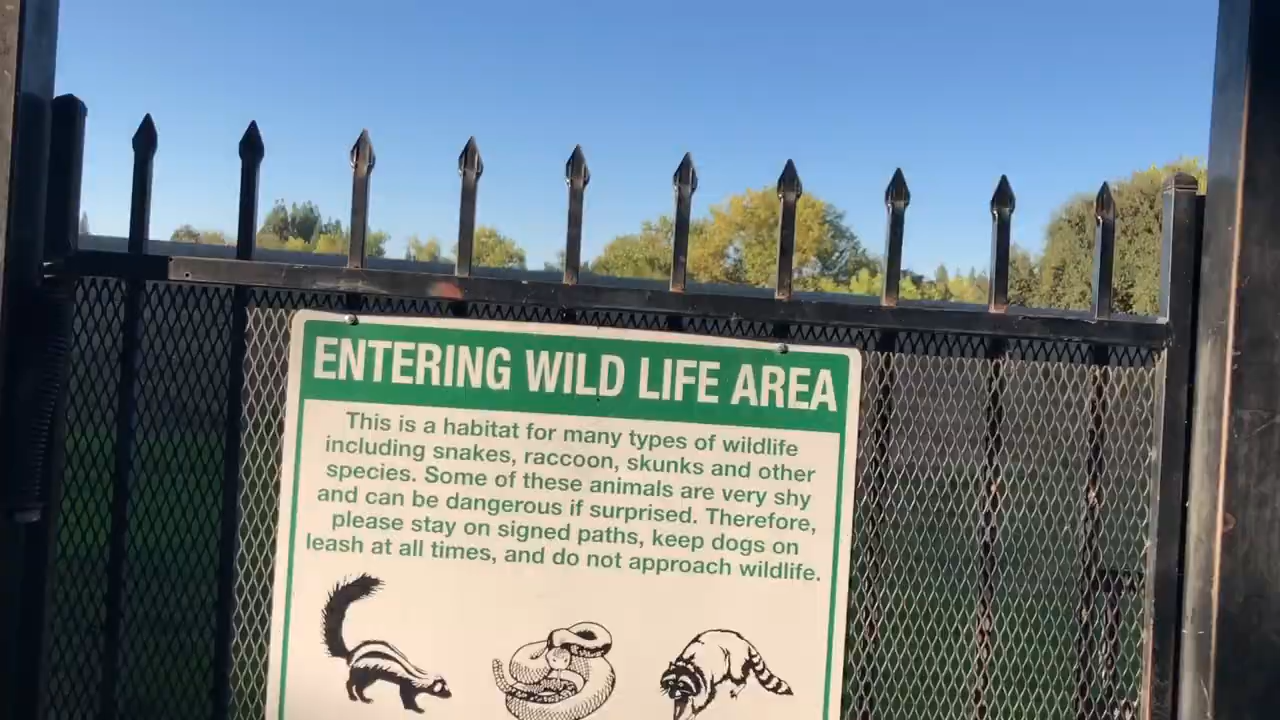 ENTERING WILD LIFE AREA
This is a habitat for many types of wildlife
including snakes, raccoon, skunks and other
species. Some of these animals are very shy
and can be dangerous if surprised. Therefore,
please stay on signed paths, keep dogs on
leash at all times, and do not approach wildlife.